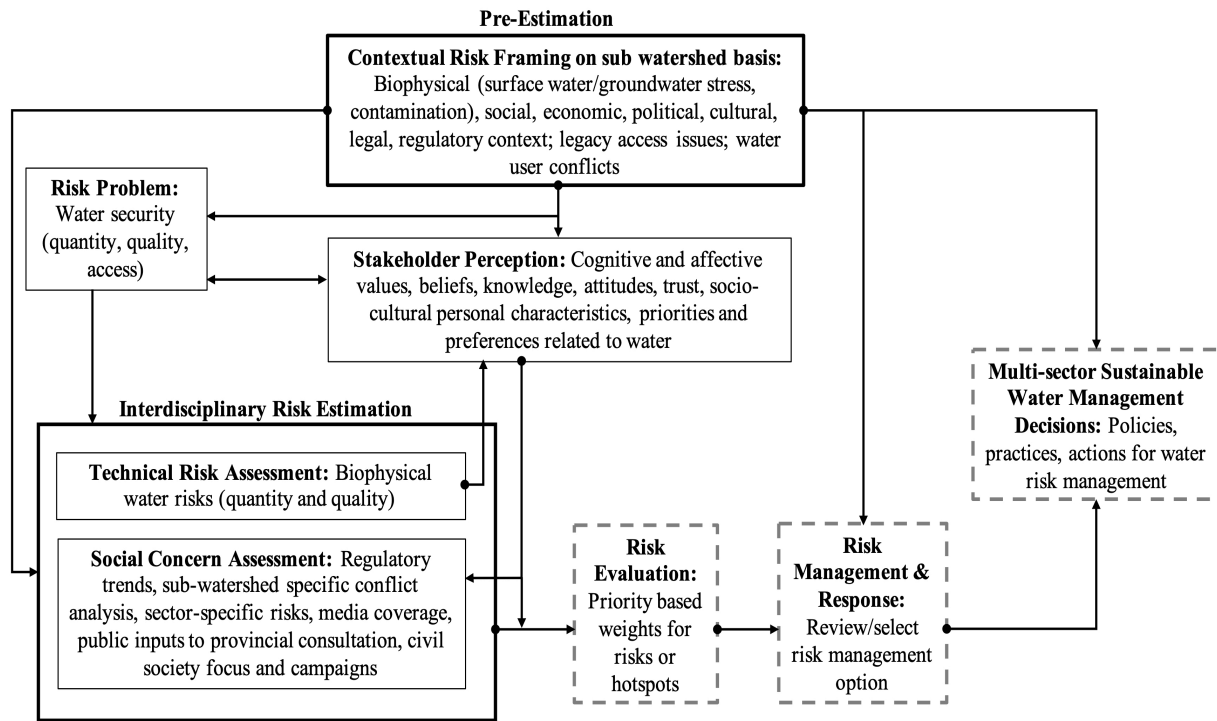 Pre-Estimation
Contextual Risk Framing on sub watershed basis:
Biophysical (surface water/groundwater stress,
contamination), social, economic, political, cultural,
legal, regulatory context; legacy access issues; water
user conflicts
Risk Problem:
Water security
(quantity, quality,
access)
Stakeholder Perception: Cognitive and affective
values, beliefs, knowledge, attitudes, trust, socio-
cultural personal characteristics, priorities and
preferences related to water
Interdisciplinary Risk Estimation
Technical Risk Assessment: Biophysical
water risks (quantity and quality)
Social Concern Assessment: Regulatory
trends, sub-watershed specific conflict
analysis, sector-specific risks, media coverage,
public inputs to provincial consultation, civil
society focus and campaigns
Risk
Evaluation:
Priority based
weights for
risks or
hotspots
Risk
Management &
Response:
Review/select
risk management
option
Multi-sector Sustainable
Water Management
Decisions: Policies,
practices, actions for water
risk management